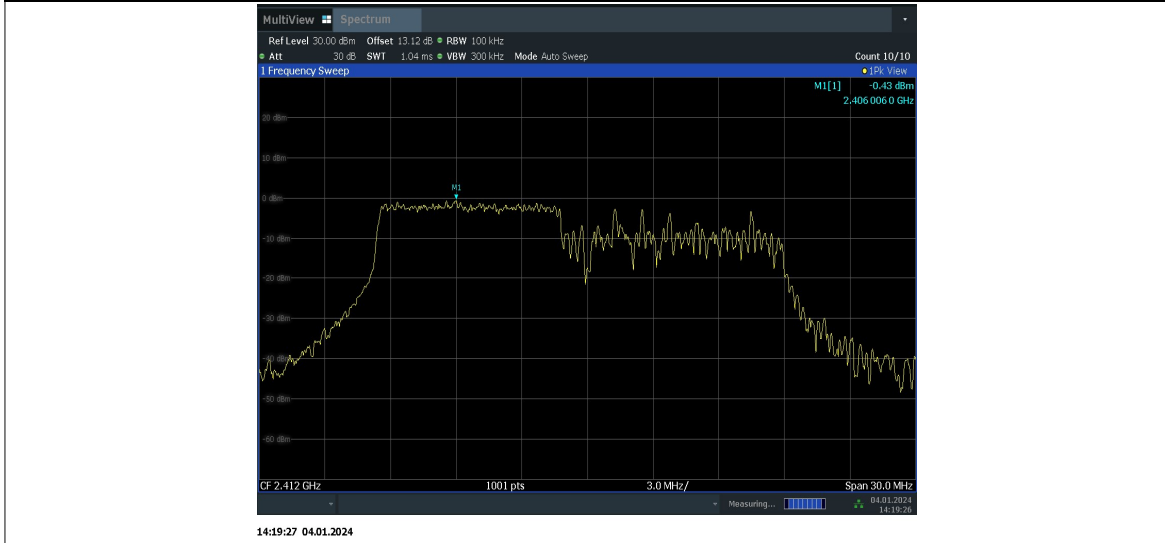 MultiView Spectrum
Ref Level 30.00 dBm Offset 13.12 dB RBW 100 kHz
Att 30 dB SWT 1.04 ms VBW 300 kHz Mode Auto Sweep Count 10/10
1 Frequency Sweep 1Pk View
M1[1] -0.43 dBm
2.406 006 0 GHz
20 dBm
10 dBm
M1
0 dBm
-10 dBm
-20 dBm
-30 dBm
-40 dBm
-50 dBm
-60 dBm
CF 2.412 GHz 1001 pts 3.0 MHz/ Span 30.0 MHz
Measuring... 04.01.2024
14:19:26
14:19:27 04.01.2024